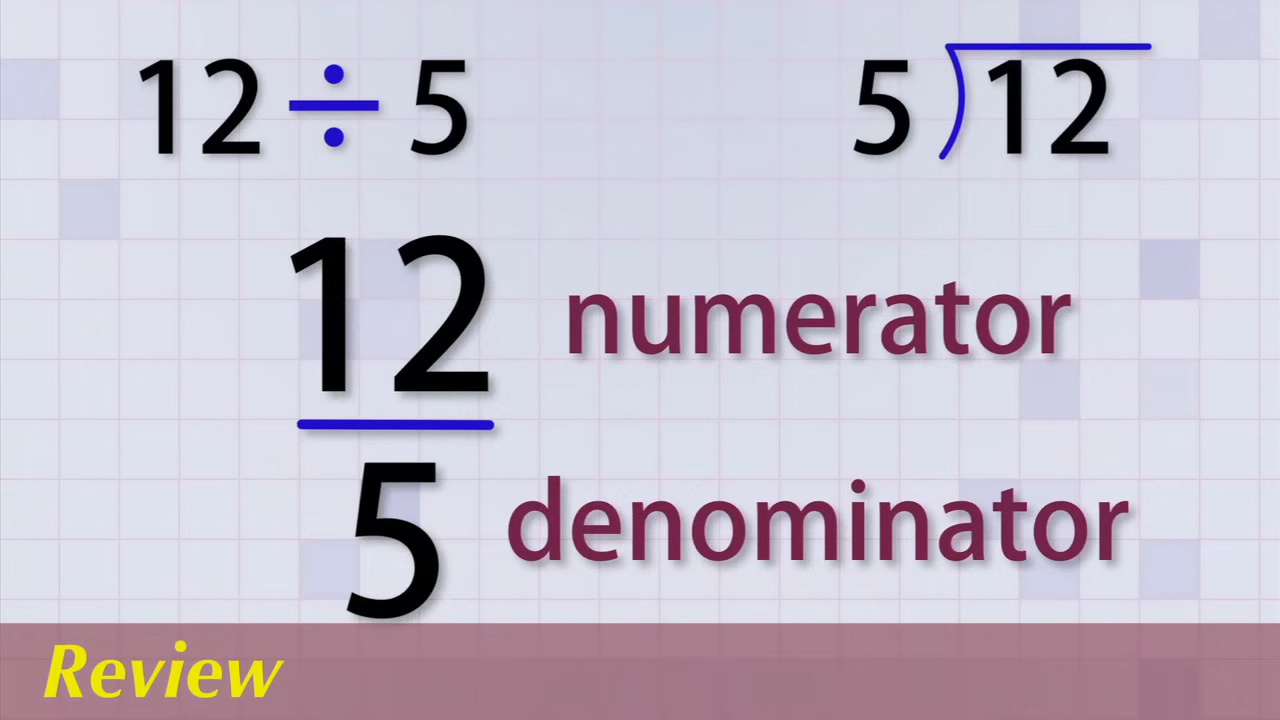 12 ÷ 5
5)12
12 numerator
5 denominator
Review